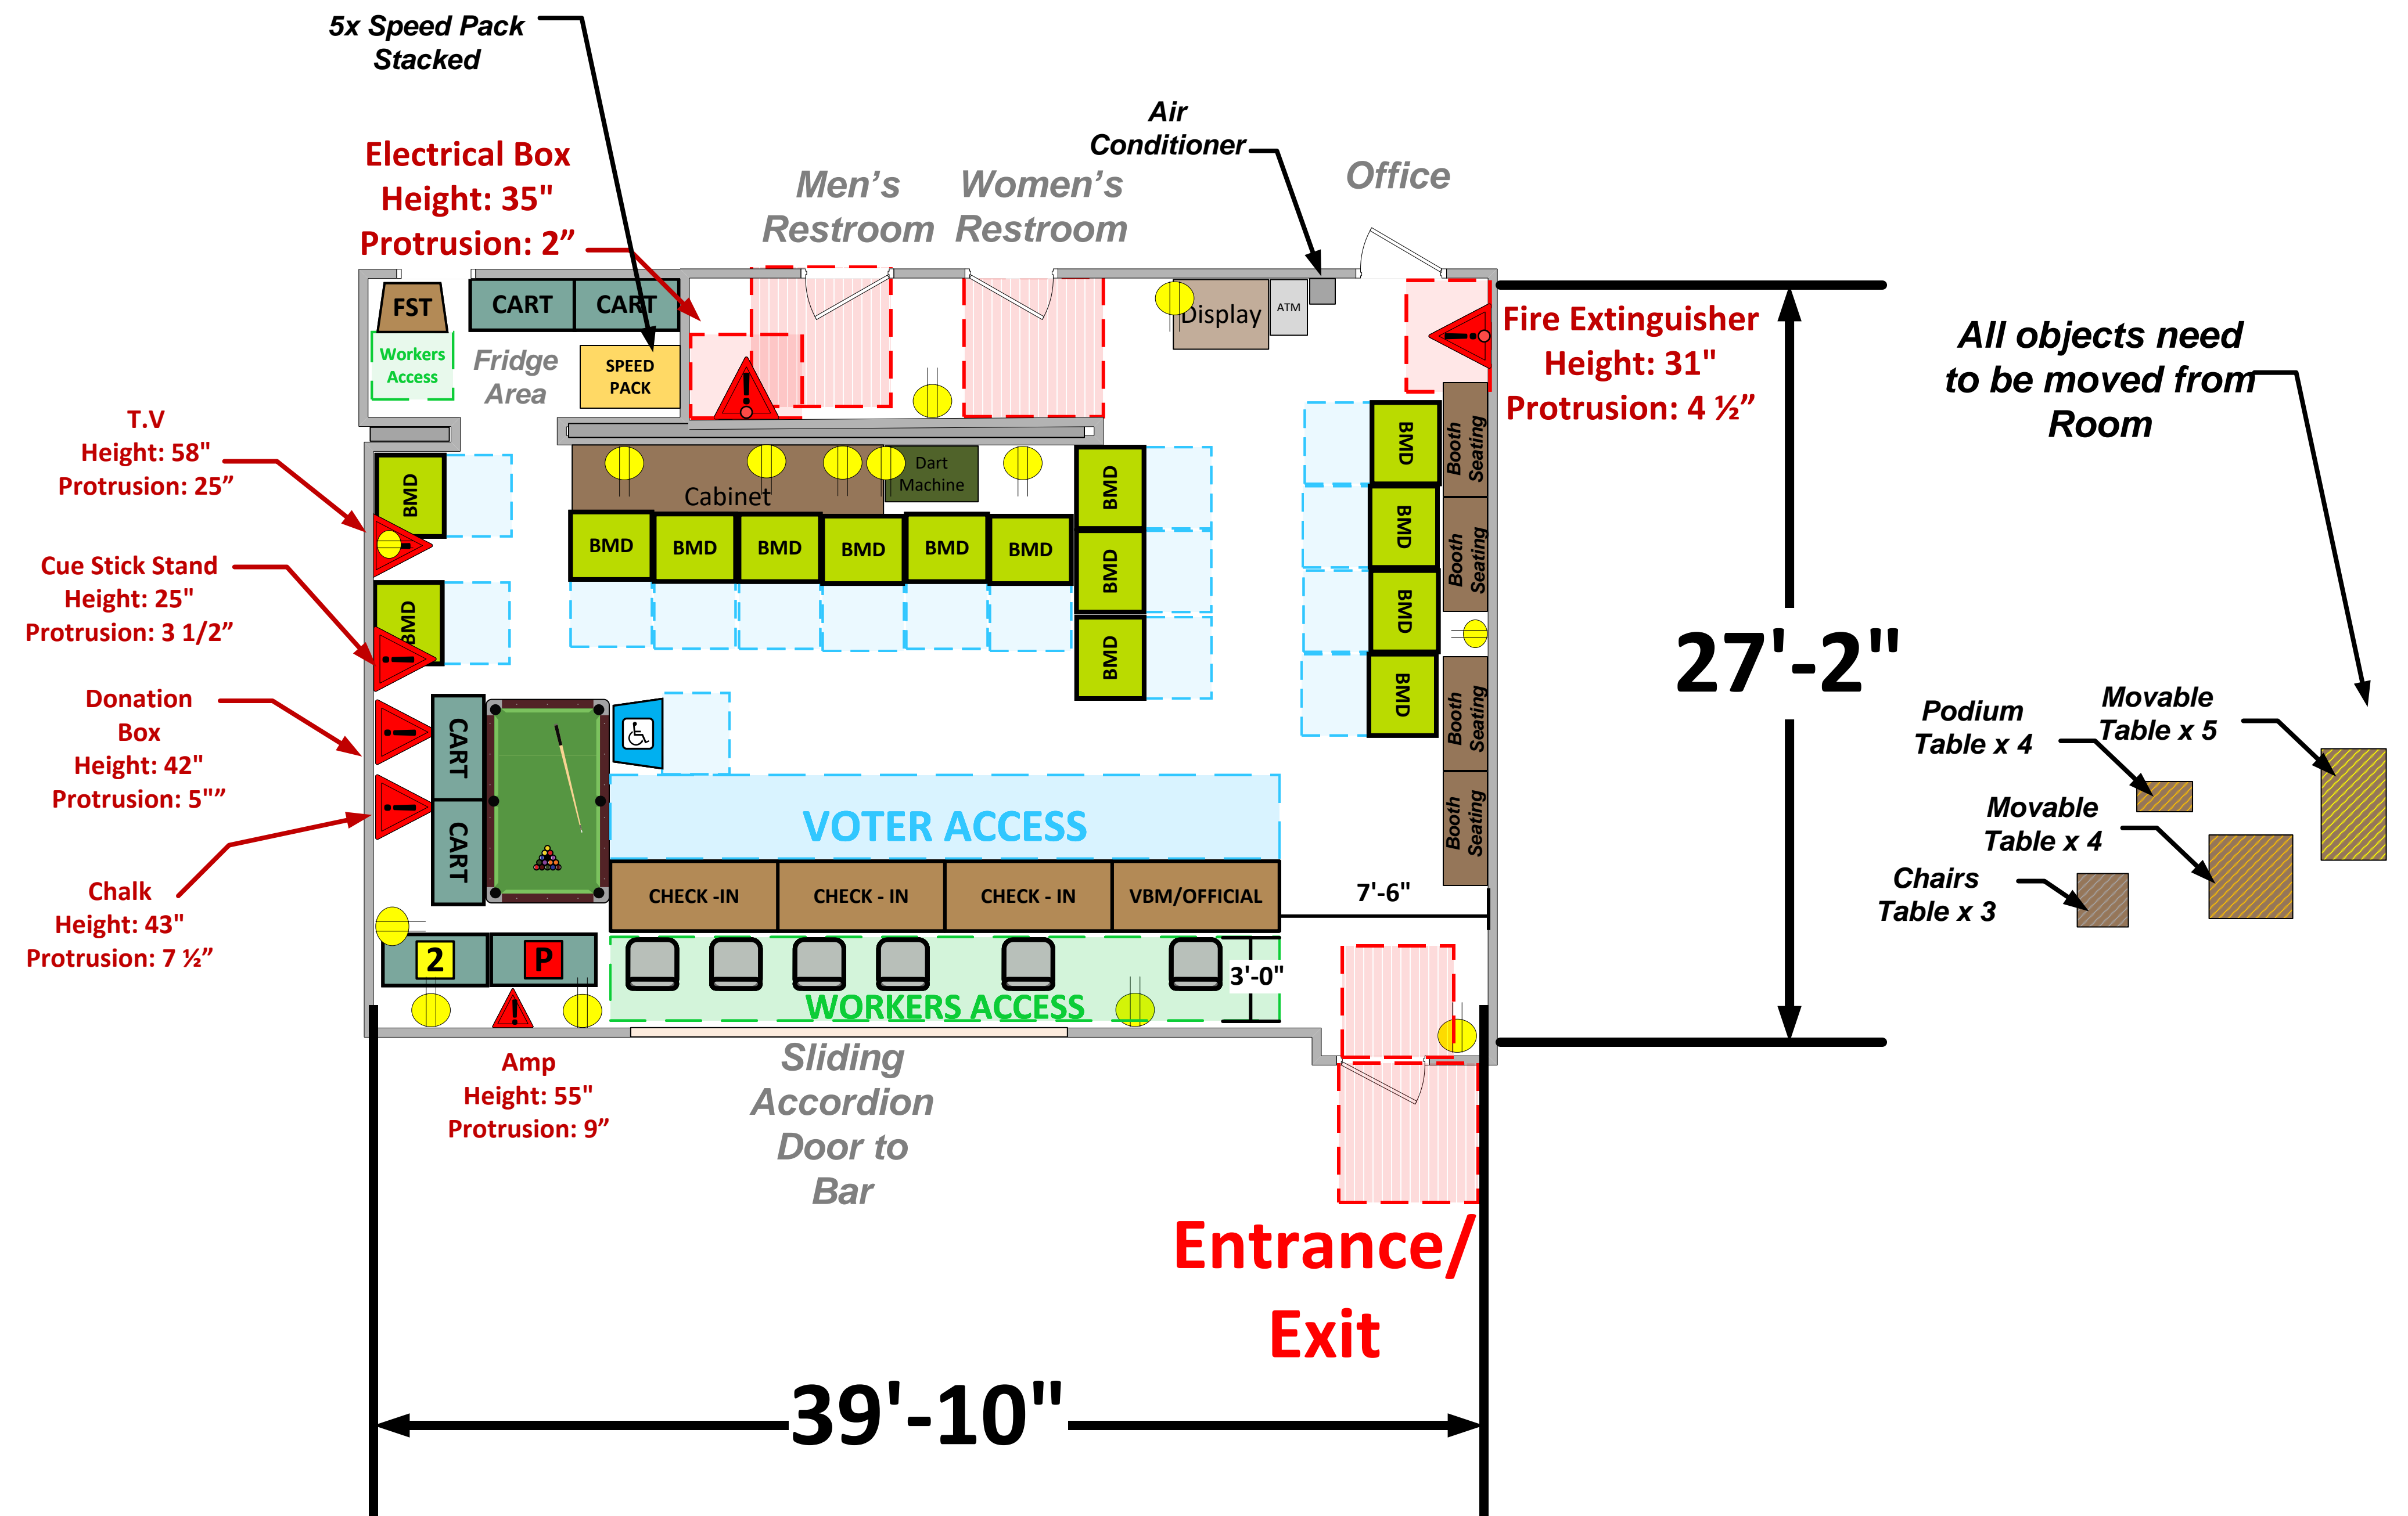 5x Speed Pack
Stacked
Air
Conditioner
Electrical Box
Height: 35"
Protrusion: 2”
Men’s
Restroom
Women’s
Restroom
Office
FST
CART
CART
Workers
Access
Fridge
Area
SPEED
PACK
Display
ATM
Fire Extinguisher
Height: 31"
Protrusion: 4 ½”
All objects need
to be moved from
Room
T.V
Height: 58"
Protrusion: 25”
Cue Stick Stand
Height: 25"
Protrusion: 3 1/2”
Donation
Box
Height: 42"
Protrusion: 5"”
Chalk
Height: 43"
Protrusion: 7 ½”
BMD
BMD
Cabinet
Dart
Machine
BMD
BMD
BMD
BMD
BMD
BMD
BMD
BMD
BMD
BMD
BMD
BMD
BMD
Booth
Seating
Booth
Seating
Booth
Seating
Booth
Seating
27'-2"
Podium
Table x 4
Movable
Table x 5
Movable
Table x 4
Chairs
Table x 3
CART
CART
VOTER ACCESS
CHECK -IN
CHECK - IN
CHECK - IN
VBM/OFFICIAL
7'-6"
2
P
3'-0"
WORKERS ACCESS
Amp
Height: 55"
Protrusion: 9”
Sliding
Accordion
Door to
Bar
Entrance/
Exit
39'-10"